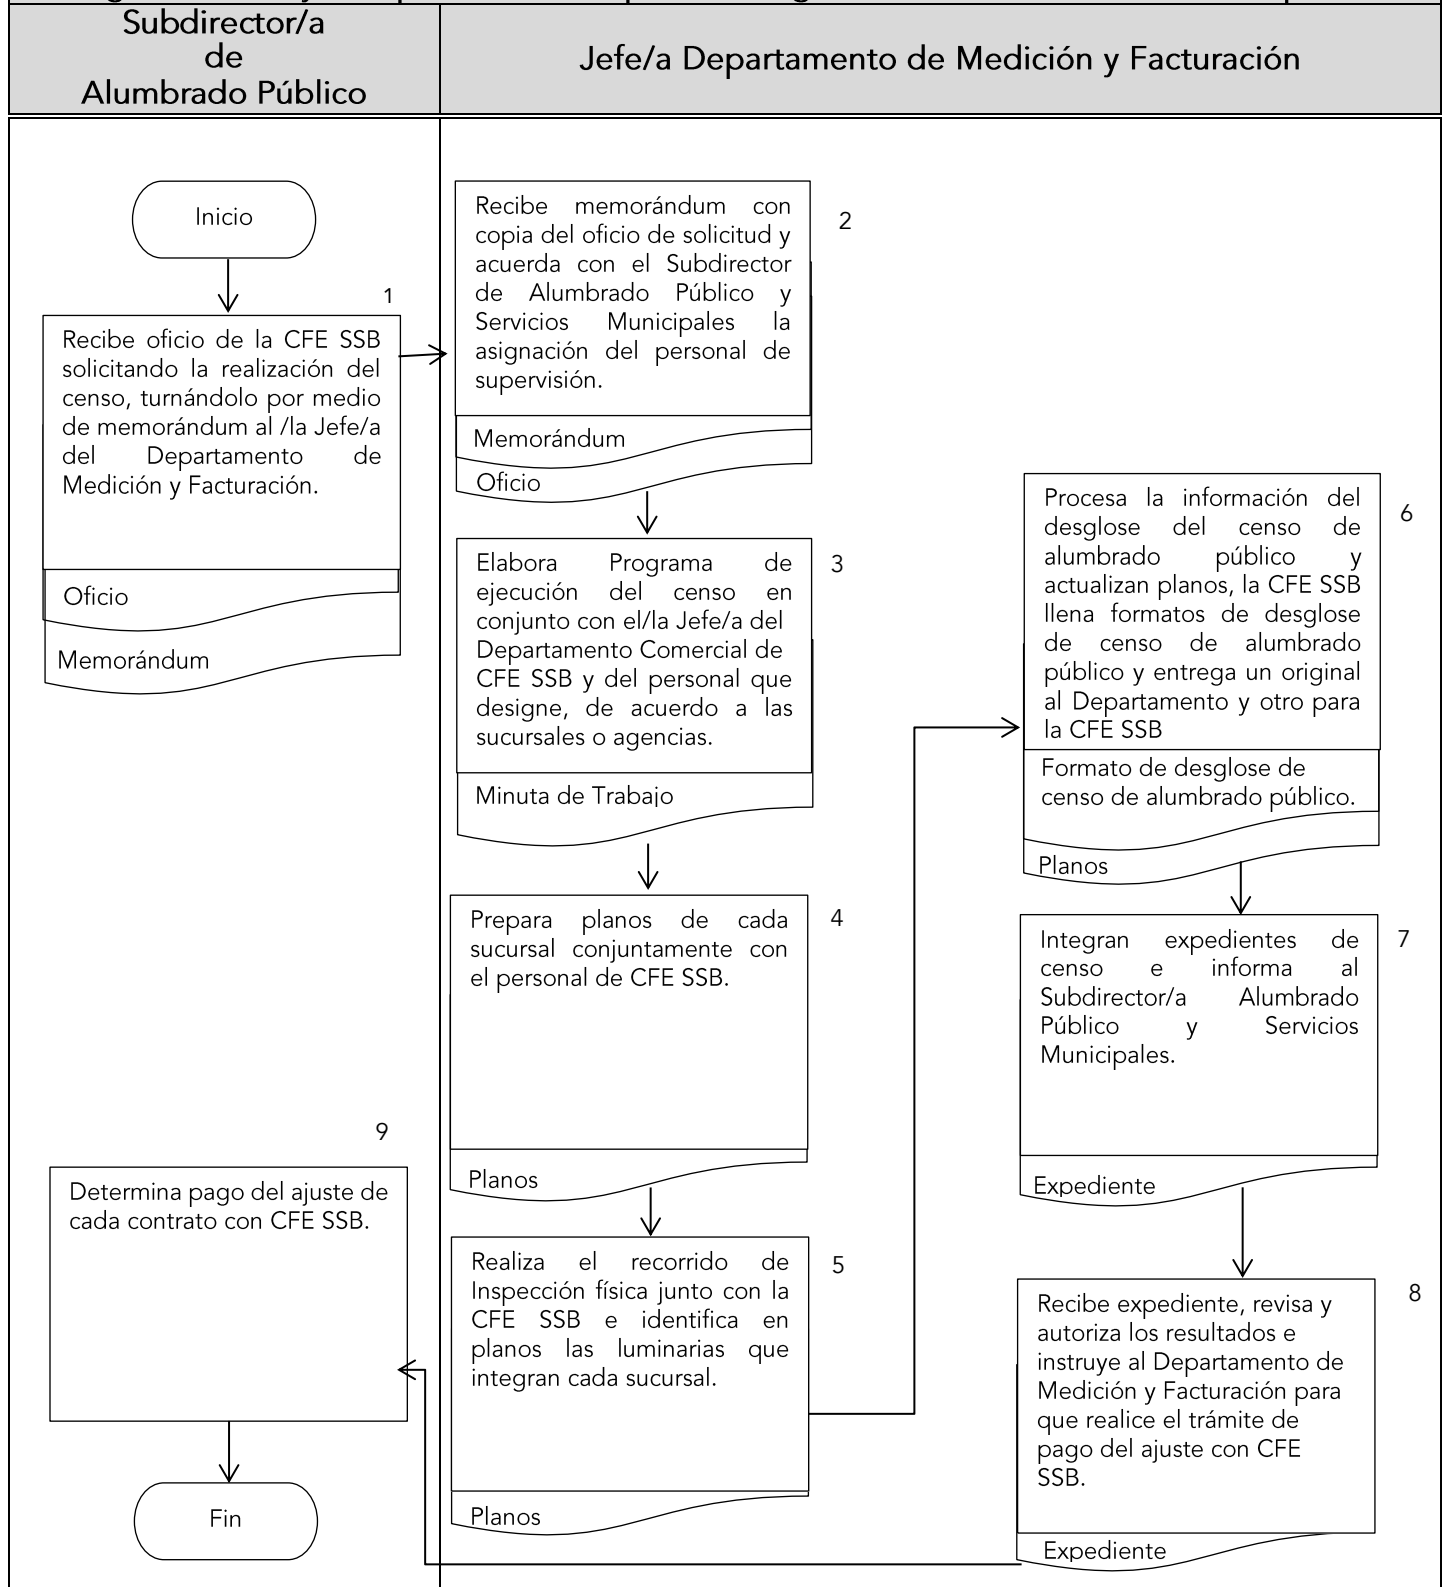 Subdirector/a
de
Alumbrado Público
Jefe/a Departamento de Medición y Facturación
Inicio
1
Recibe oficio de la CFE SSB
solicitando la realización del
censo, turnándolo por medio
de memorándum al /la Jefe/a
del Departamento de
Medición y Facturación.
Oficio
Memorándum
2
Recibe memorándum con
copia del oficio de solicitud y
acuerda con el Subdirector
de Alumbrado Público y
Servicios Municipales la
asignación del personal de
supervisión.
Memorándum
Oficio
3
Elabora Programa de
ejecución del censo en
conjunto con el/la Jefe/a del
Departamento Comercial de
CFE SSB y del personal que
designe, de acuerdo a las
sucursales o agencias.
Minuta de Trabajo
4
Prepara planos de cada
sucursal conjuntamente con
el personal de CFE SSB.
Planos
5
Realiza el recorrido de
Inspección física junto con la
CFE SSB e identifica en
planos las luminarias que
integran cada sucursal.
Planos
6
Procesa la información del
desglose del censo de
alumbrado público y
actualizan planos, la CFE SSB
llena formatos de desglose
de censo de alumbrado
público y entrega un original
al Departamento y otro para
la CFE SSB
Formato de desglose de
censo de alumbrado público.
Planos
7
Integran expedientes de
censo e informa al
Subdirector/a Alumbrado
Público y Servicios
Municipales.
Expediente
8
Recibe expediente, revisa y
autoriza los resultados e
instruye al Departamento de
Medición y Facturación para
que realice el trámite de
pago del ajuste con CFE
SSB.
Expediente
9
Determina pago del ajuste de
cada contrato con CFE SSB.
Fin